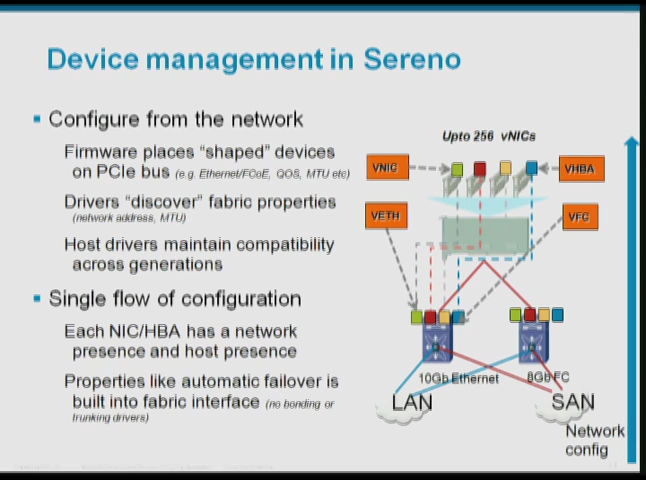 Device management in Sereno
Configure from the network
Firmware places "shaped" devices
on PCIe bus (e.g. Ethernet/FCoE, QOS, MTU etc)
Drivers "discover" fabric properties
(network address, MTU)
Host drivers maintain compatibility
across generations
Single flow of configuration
Each NIC/HBA has a network
presence and host presence
Properties like automatic failover is
built into fabric interface (no bonding or
trunking drivers)
Upto 256 vNICs
VNIC
VHBA
VETH
VFC
10Gb Ethernet
8Gb FC
LAN
SAN
Network
config